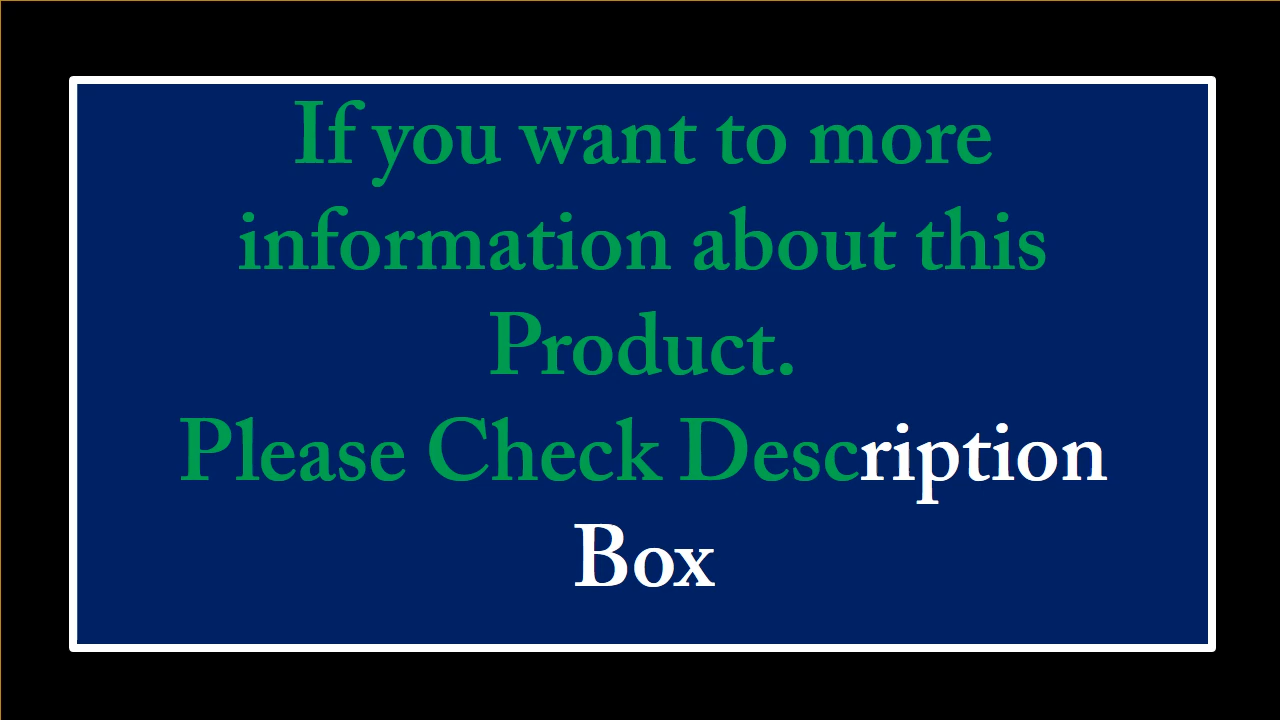 If you want to more
information about this
Product.
Please Check Description
Box